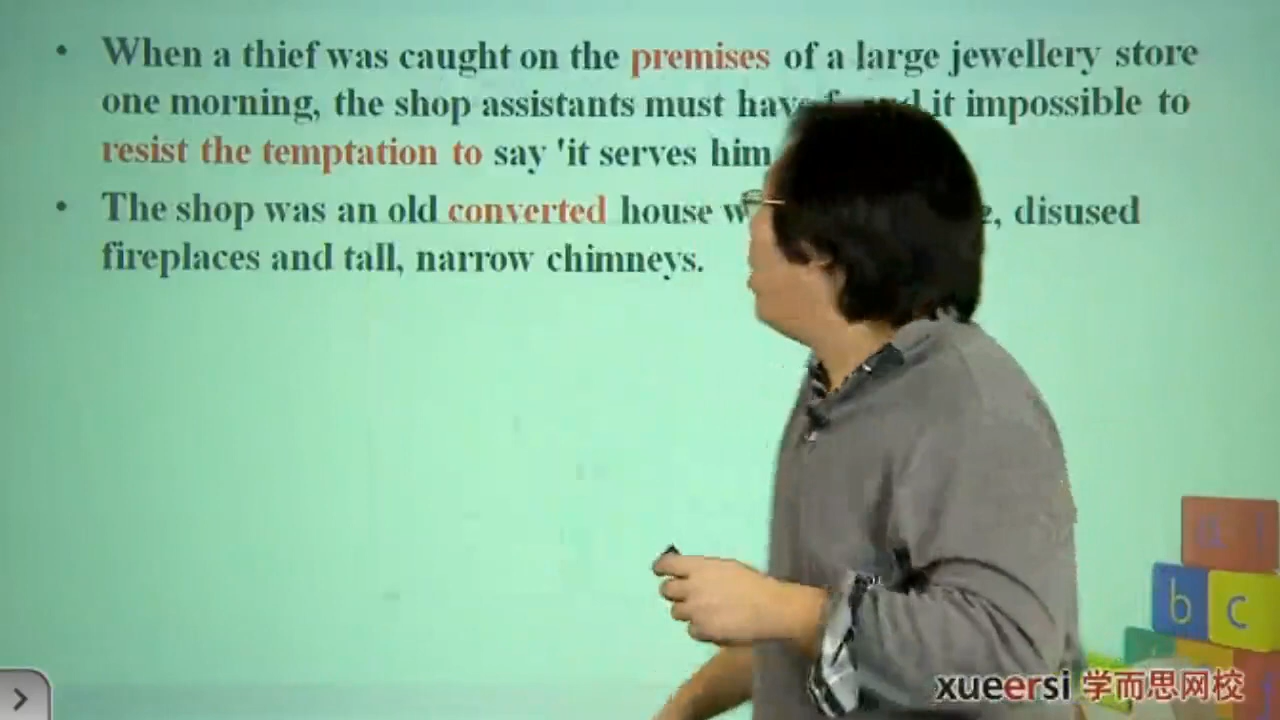 When a thief was caught on the premises of a large jewellery store
one morning, the shop assistants must have it impossible to
resist the temptation to say 'it serves him
The shop was an old converted house disused
fireplaces and tall, narrow chimneys.
a
b c
xueersi 学而思网校